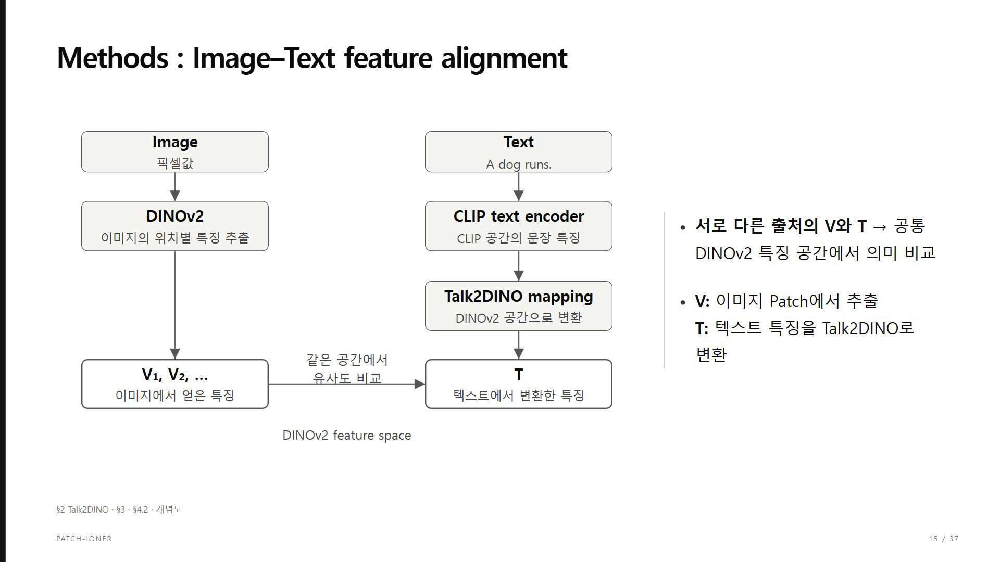 Methods : Image–Text feature alignment
Image
픽셀값
DINOv2
이미지의 위치별 특징 추출
V₁, V₂, ...
이미지에서 얻은 특징
같은 공간에서
유사도 비교
Text
A dog runs.
CLIP text encoder
CLIP 공간의 문장 특징
Talk2DINO mapping
DINOv2 공간으로 변환
T
텍스트에서 변환한 특징
DINOv2 feature space
• 서로 다른 출처의 V와 T → 공통
DINOv2 특징 공간에서 의미 비교
• V: 이미지 Patch에서 추출
T: 텍스트 특징을 Talk2DINO로
변환
§2 Talk2DINO · §3 · §4.2 · 개념도
PATCH-IONER
15 / 37